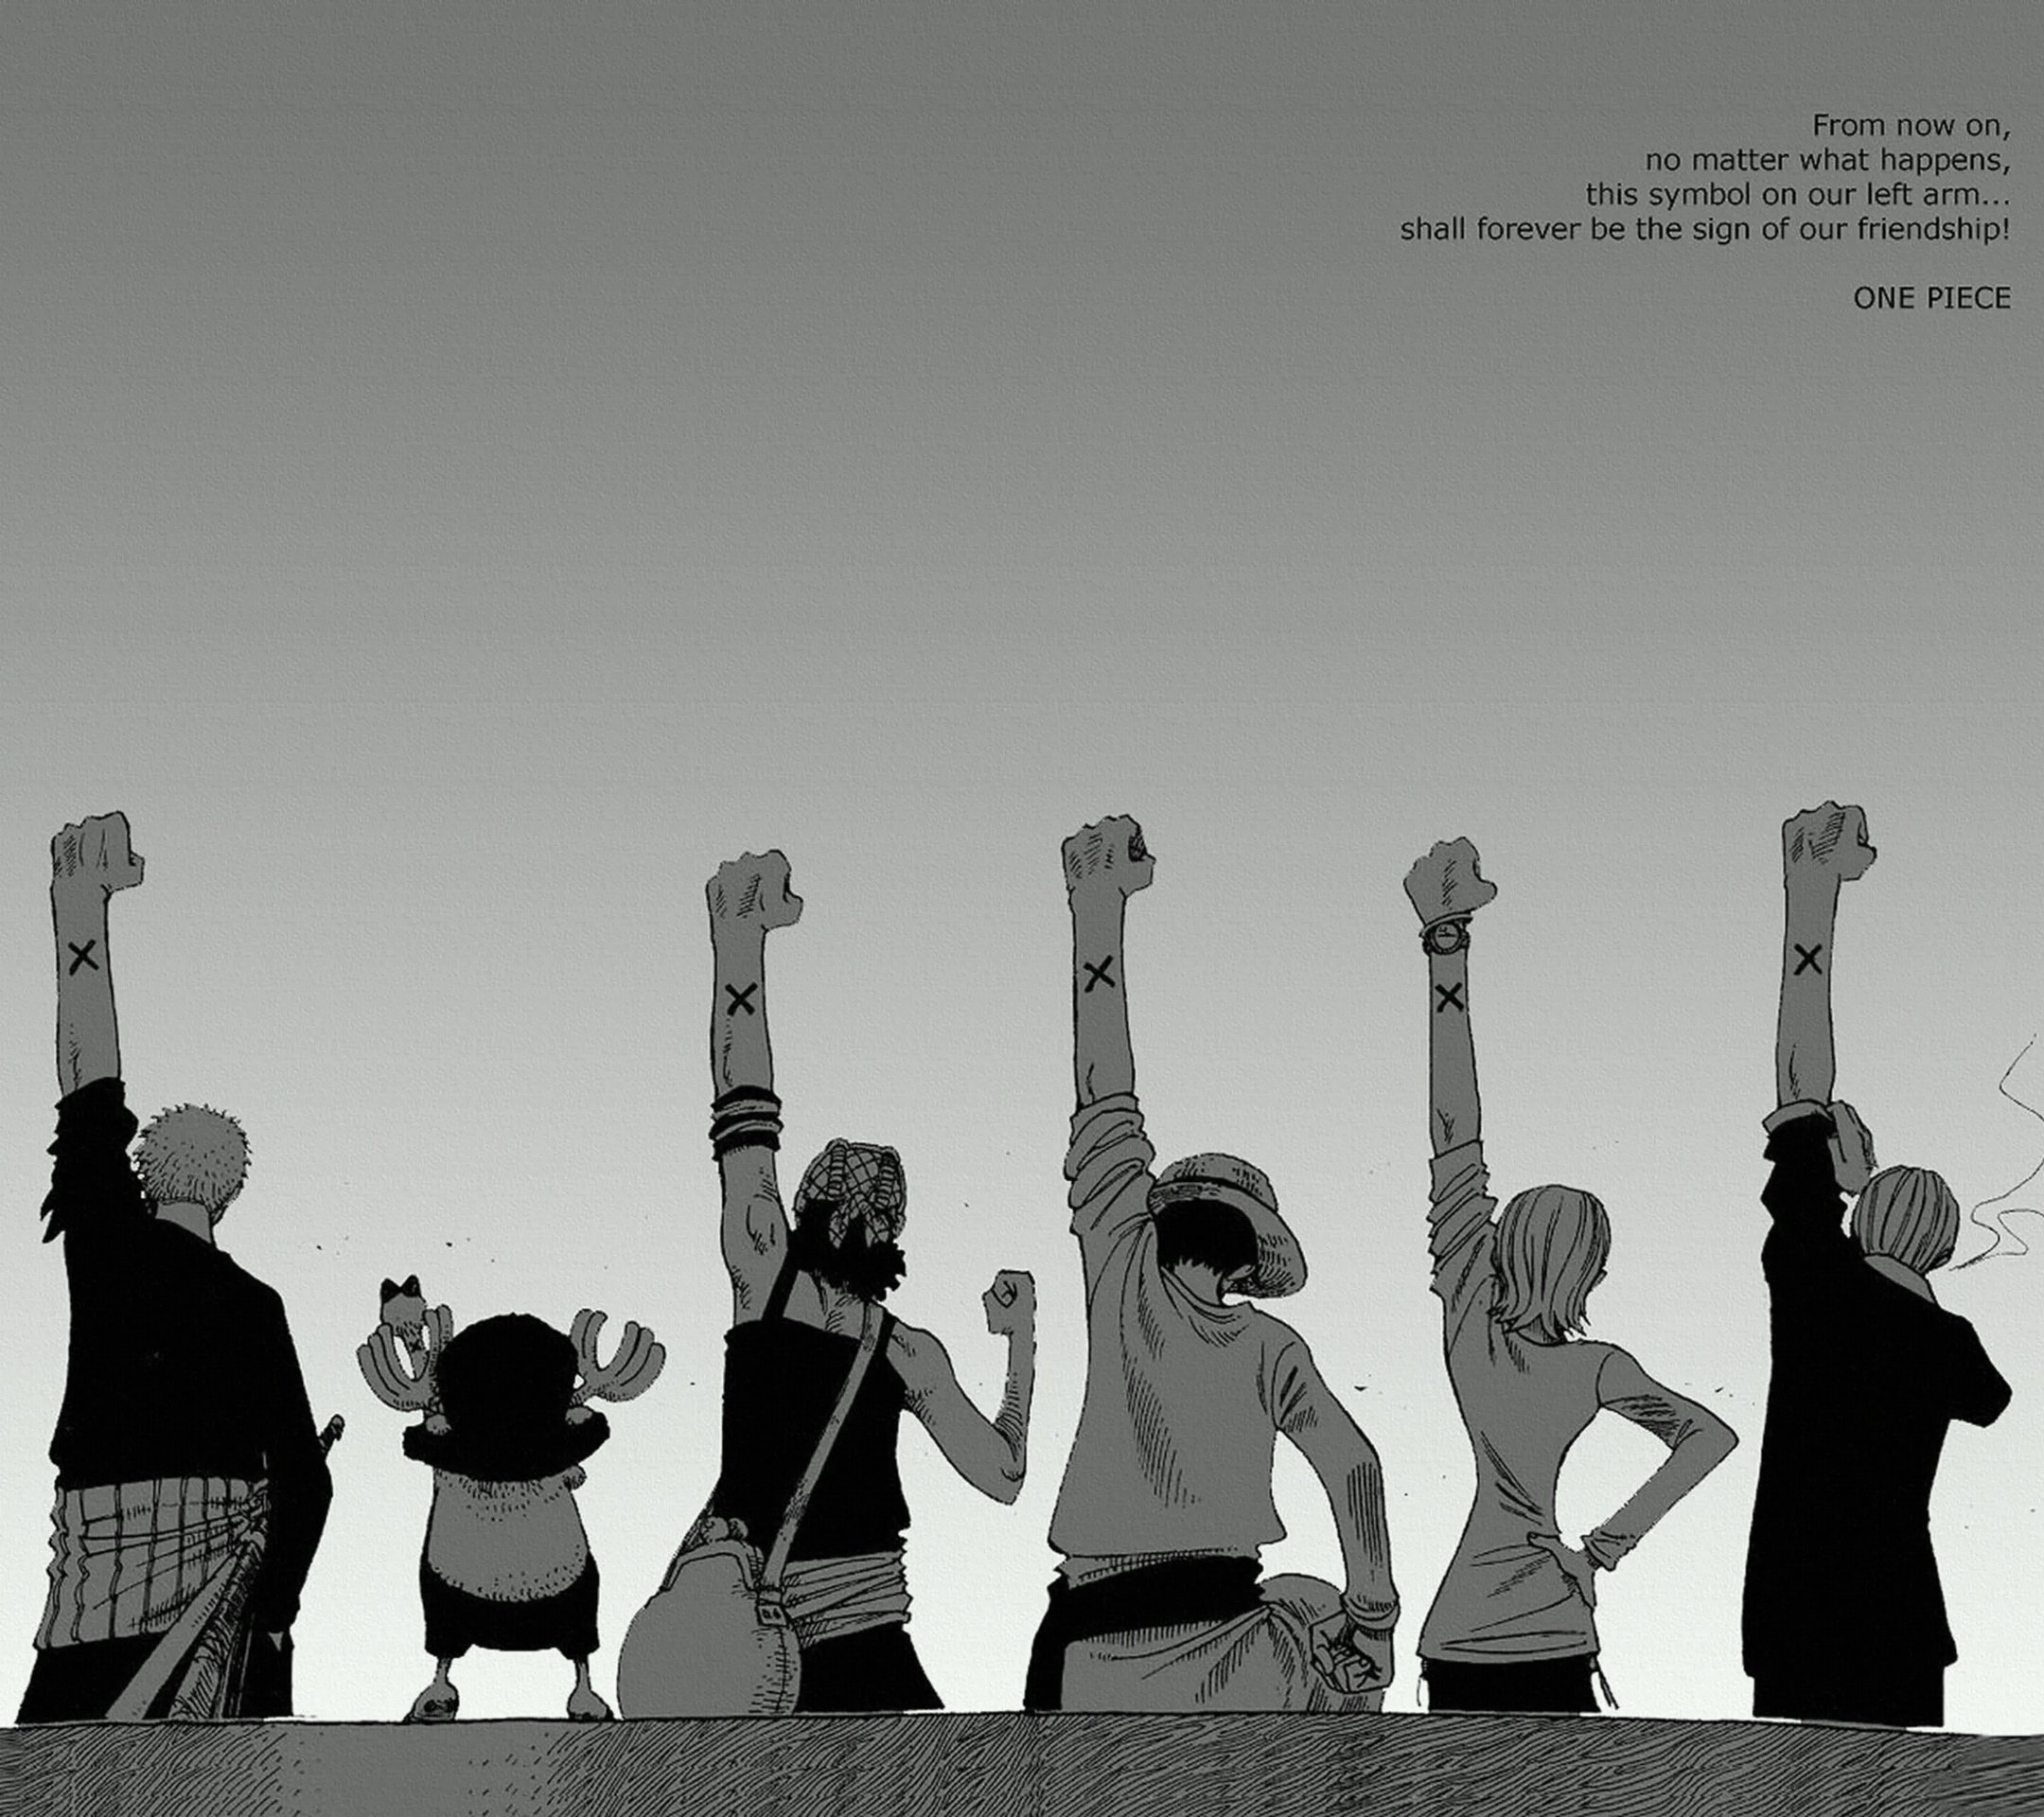 From now on,
no matter what happens,
this symbol on our left arm...
shall forever be the sign of our friendship!
ONE PIECE